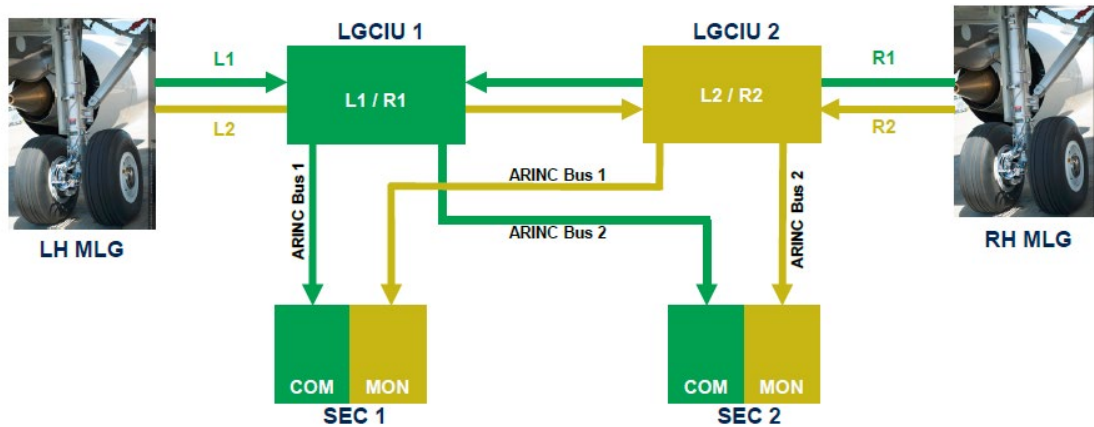 LGCIU 1
LGCIU 2
L1
R1
L1 / R1
L2 / R2
L2
R2
ARINC Bus 1
ARINC Bus 1
ARINC Bus 2
ARINC Bus 2
LH MLG
RH MLG
COM
MON
COM
MON
SEC 1
SEC 2